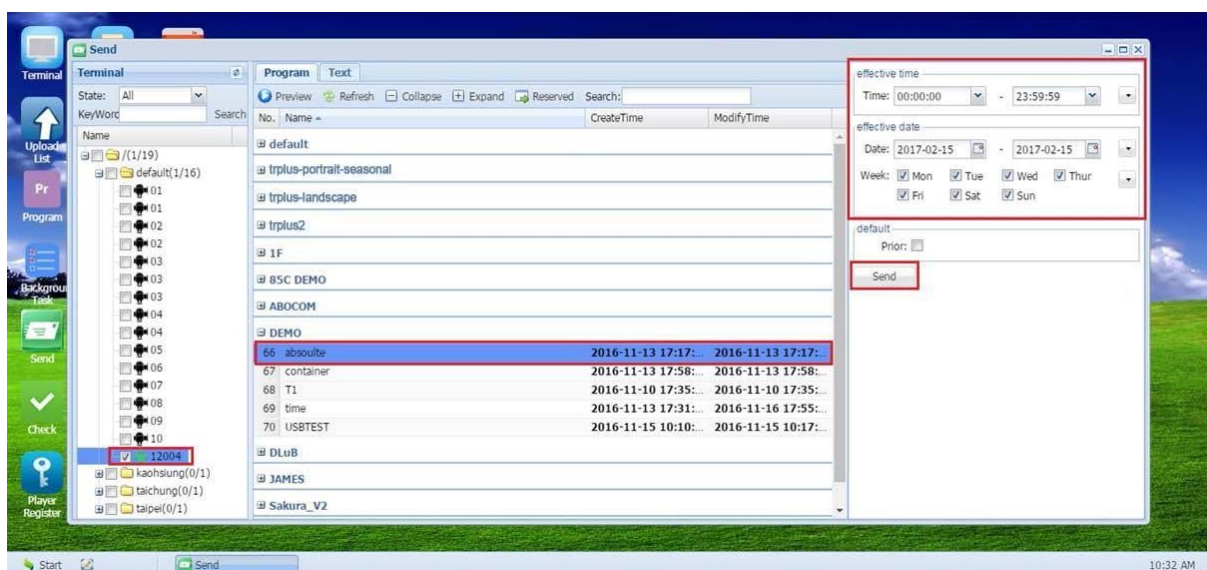 Terminal
Upload
List
Pr
Program
Backgrou
Task
Send
Check
Player
Register
Send
Terminal
State: All
KeyWord Search
Name
/(1/19)
default(1/16)
01
01
02
02
03
03
03
04
04
05
06
07
08
09
10
12004
kaohsiung(0/1)
taichung(0/1)
taipei(0/1)
Program Text
Preview Refresh Collapse Expand Reserved Search:
No. Name CreateTime ModifyTime
default
trplus-portrait-seasonal
trplus-landscape
trplus2
1F
85C DEMO
ABOCOM
DEMO
66 absoulte 2016-11-13 17:17:... 2016-11-13 17:17:...
67 container 2016-11-13 17:58:... 2016-11-13 17:58:...
68 T1 2016-11-10 17:35:... 2016-11-10 17:35:...
69 time 2016-11-13 17:31:... 2016-11-16 17:55:...
70 USBTEST 2016-11-15 10:10:... 2016-11-15 10:17:...
DLuB
JAMES
Sakura_V2
effective time
Time: 00:00:00 - 23:59:59
effective date
Date: 2017-02-15 - 2017-02-15
Week: Mon Tue Wed Thur
Fri Sat Sun
default
Prior:
Send
Start Send 10:32 AM